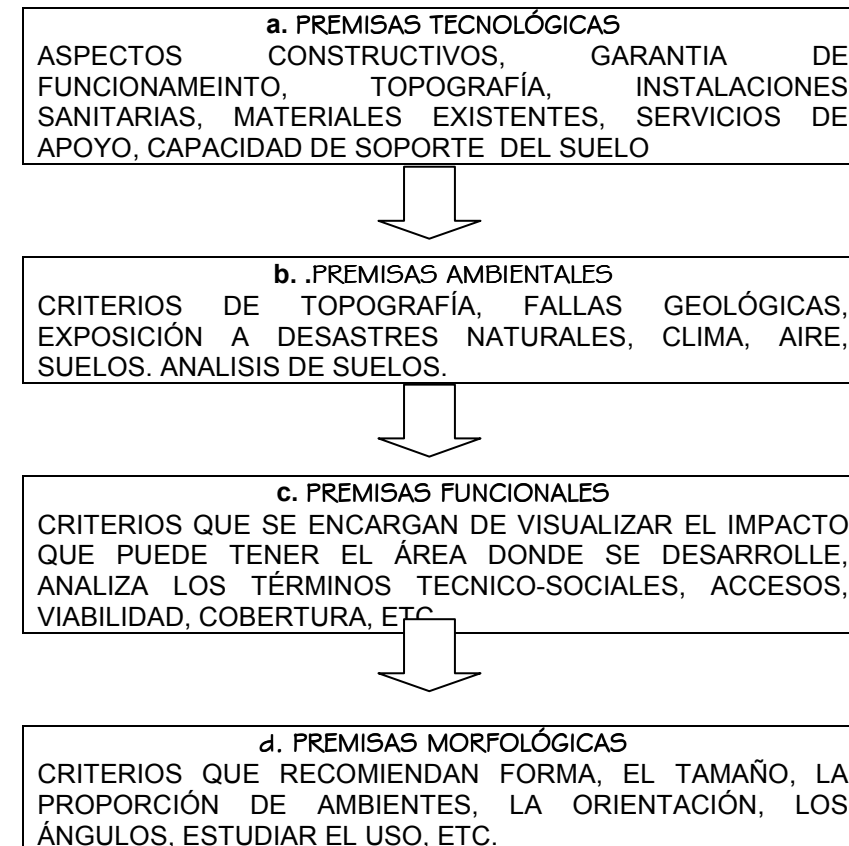 a. PREMISAS TECNOLÓGICAS
ASPECTOS CONSTRUCTIVOS, GARANTIA DE
FUNCIONAMEINTO, TOPOGRAFÍA, INSTALACIONES
SANITARIAS, MATERIALES EXISTENTES, SERVICIOS DE
APOYO, CAPACIDAD DE SOPORTE DEL SUELO
b. .PREMISAS AMBIENTALES
CRITERIOS DE TOPOGRAFÍA, FALLAS GEOLÓGICAS,
EXPOSICIÓN A DESASTRES NATURALES, CLIMA, AIRE,
SUELOS. ANALISIS DE SUELOS.
c. PREMISAS FUNCIONALES
CRITERIOS QUE SE ENCARGAN DE VISUALIZAR EL IMPACTO
QUE PUEDE TENER EL ÁREA DONDE SE DESARROLLE,
ANALIZA LOS TÉRMINOS TECNICO-SOCIALES, ACCESOS,
VIABILIDAD, COBERTURA, ETC
d. PREMISAS MORFOLÓGICAS
CRITERIOS QUE RECOMIENDAN FORMA, EL TAMAÑO, LA
PROPORCIÓN DE AMBIENTES, LA ORIENTACIÓN, LOS
ÁNGULOS, ESTUDIAR EL USO, ETC.